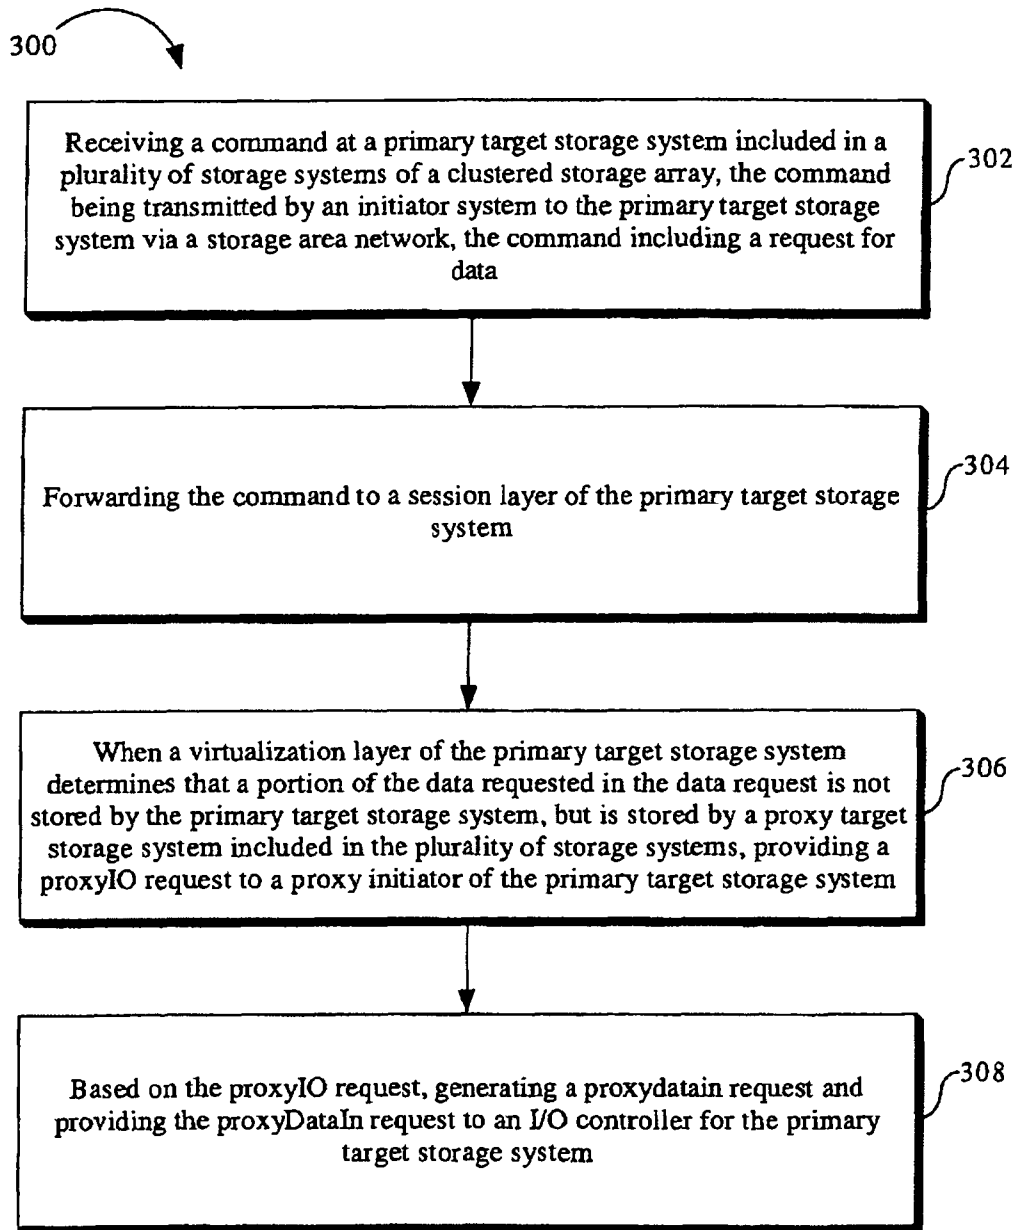 300
Receiving a command at a primary target storage system included in a
plurality of storage systems of a clustered storage array, the command
being transmitted by an initiator system to the primary target storage
system via a storage area network, the command including a request for
data
302
Forwarding the command to a session layer of the primary target storage
system
304
When a virtualization layer of the primary target storage system
determines that a portion of the data requested in the data request is not
stored by the primary target storage system, but is stored by a proxy target
storage system included in the plurality of storage systems, providing a
proxyIO request to a proxy initiator of the primary target storage system
306
Based on the proxyIO request, generating a proxydatain request and
providing the proxyDataIn request to an I/O controller for the primary
target storage system
308